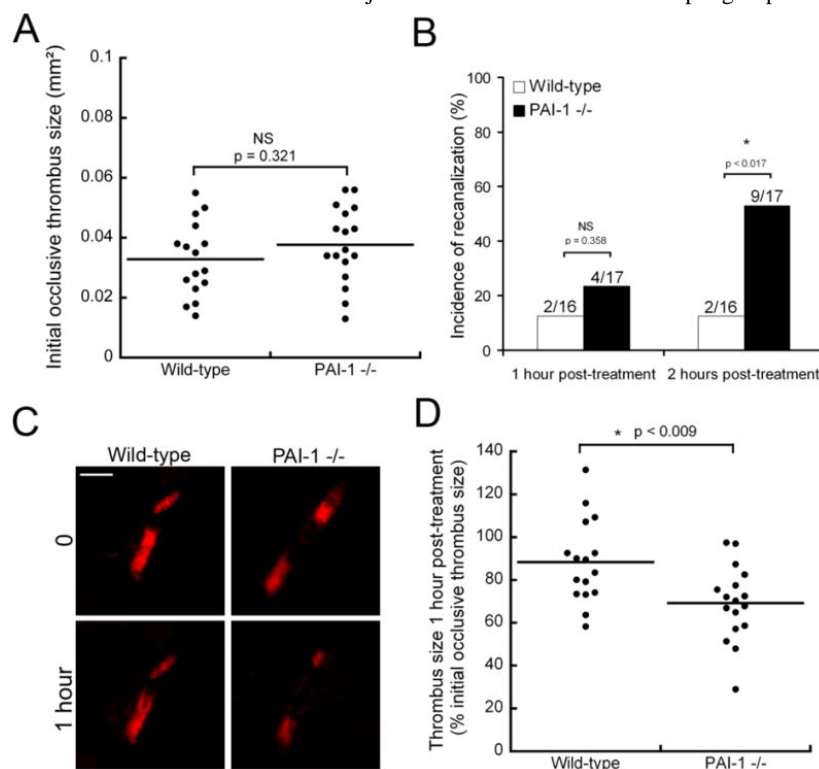 A
Initial occlusive thrombus size (mm²)
0.1
0.08
0.06
0.04
0.02
0
NS
p = 0.321
Wild-type
PAI-1 -/-
B
Incidence of recanalization (%)
100
80
60
40
20
0
Wild-type
PAI-1 -/-
NS
p = 0.358
2/16
4/17
*
p < 0.017
2/16
9/17
1 hour post-treatment
2 hours post-treatment
C
Wild-type
PAI-1 -/-
0
1 hour
D
Thrombus size 1 hour post-treatment
(% initial occlusive thrombus size)
140
120
100
80
60
40
20
0
* p < 0.009
Wild-type
PAI-1 -/-